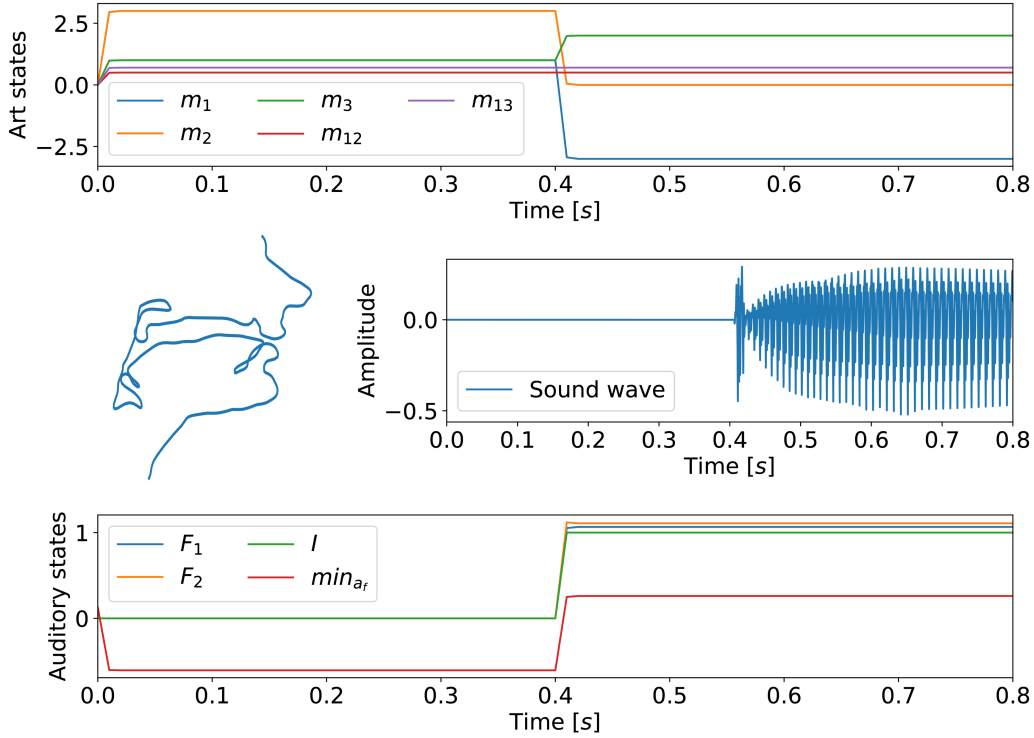 Art states
2.5
0.0
−2.5
m₁ m₃ m₁₃
m₂ m₁₂
0.0 0.1 0.2 0.3 0.4 0.5 0.6 0.7 0.8
Time [s]
Amplitude
0.0
−0.5
Sound wave
0.0 0.1 0.2 0.3 0.4 0.5 0.6 0.7 0.8
Time [s]
Auditory states
1
0
F₁ I
F₂ min_{a_f}
0.0 0.1 0.2 0.3 0.4 0.5 0.6 0.7 0.8
Time [s]